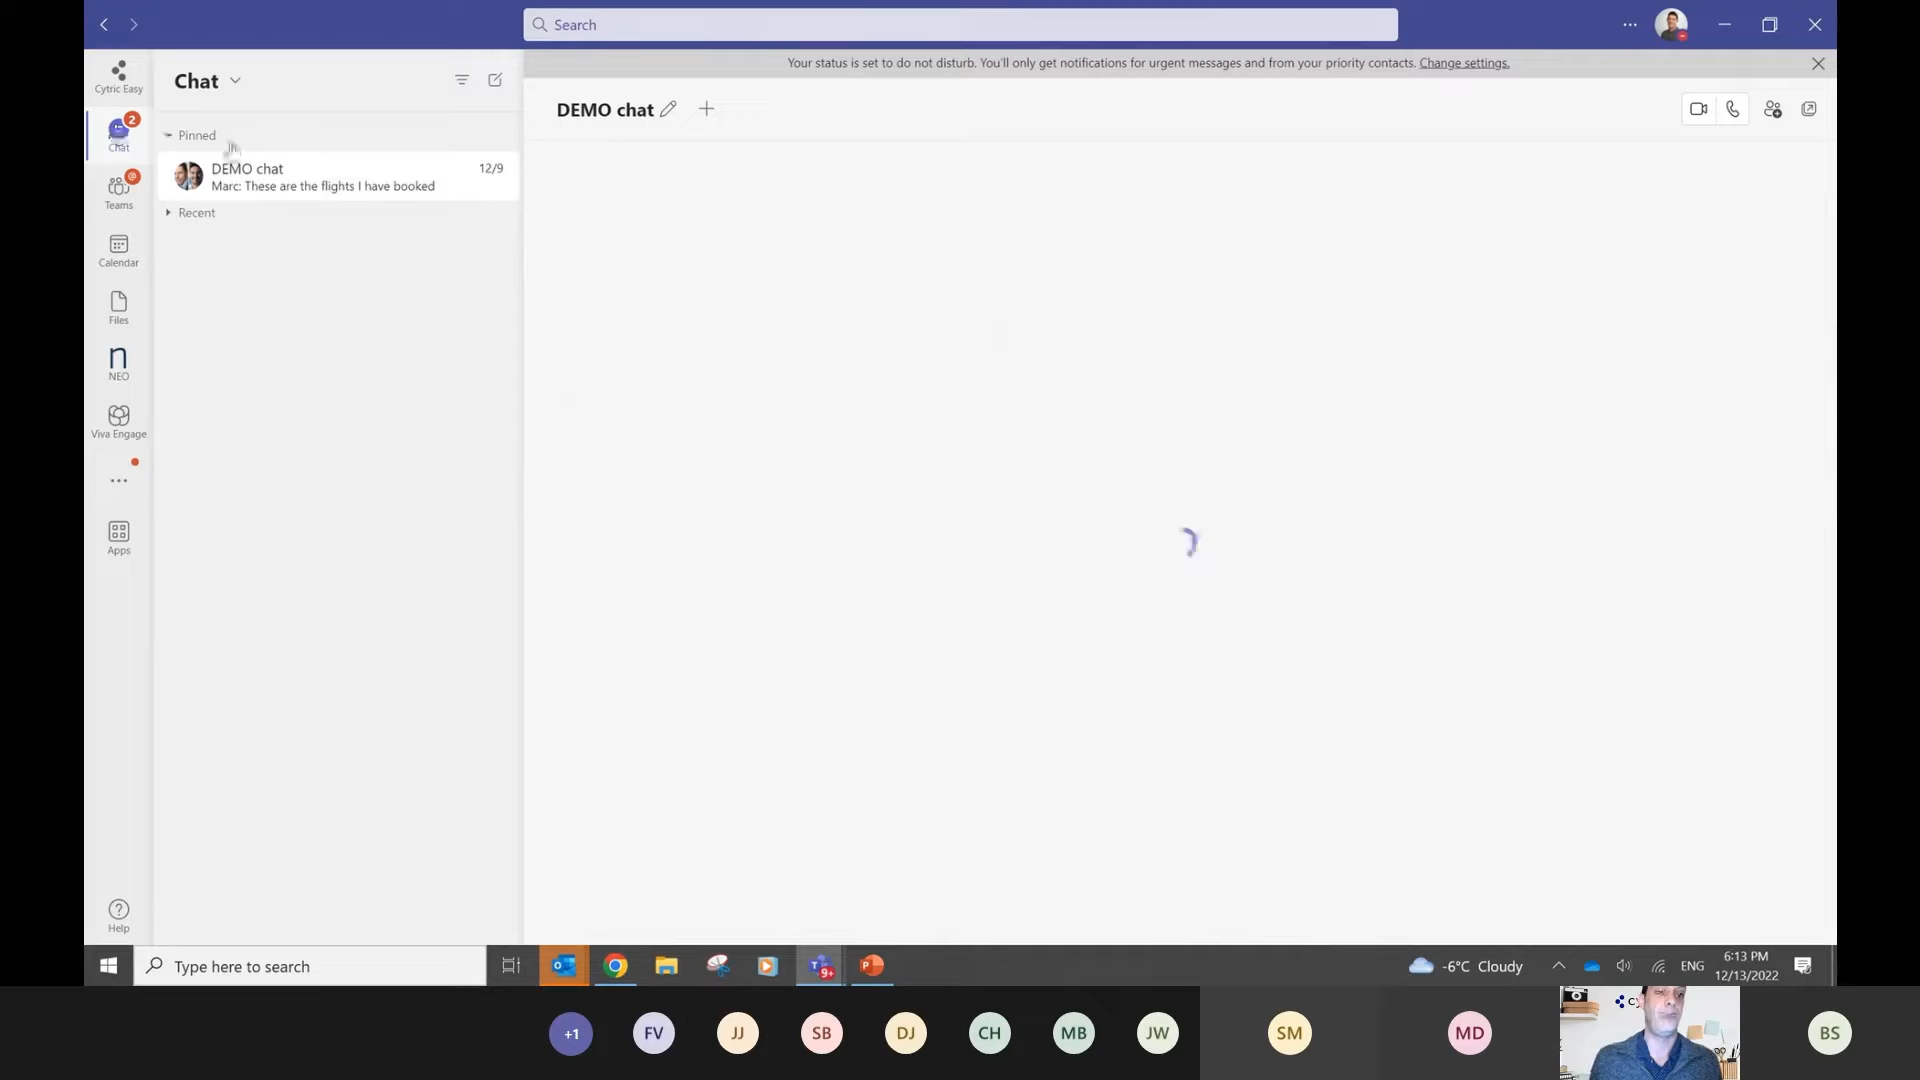 Search
Cytric Easy
Chat
2
Your status is set to do not disturb. You'll only get notifications for urgent messages and from your priority contacts. Change settings.
Chat
DEMO chat
Pinned
DEMO chat
12/9
Marc: These are the flights I have booked
Recent
@
Teams
Calendar
Files
n
NEO
Viva Engage
Apps
Help
Type here to search
T
9+
P
-6°C Cloudy
ENG
6:13 PM
12/13/2022
+1
FV
JJ
SB
DJ
CH
MB
JW
SM
MD
BS